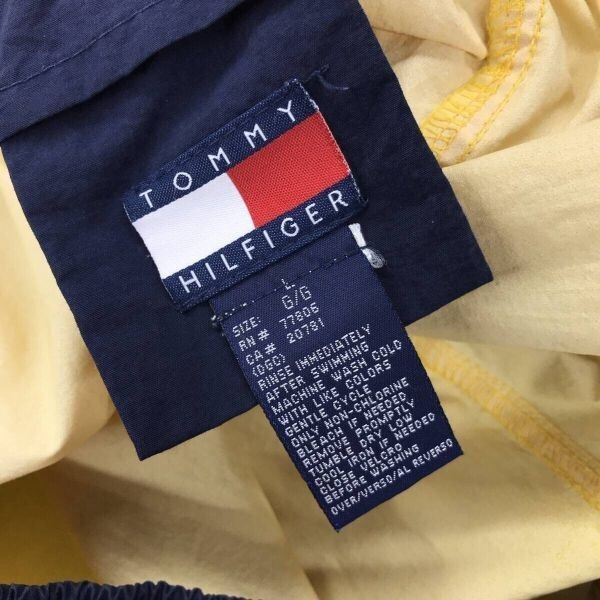 TOMMY
HILFIGER
L
SIZE: G/G
RN# 77806
CA# 20781
(DGC)
RINSE IMMEDIATELY
AFTER SWIMMING
MACHINE WASH COLD
WITH LIKE COLORS
GENTLE CYCLE
ONLY NON-CHLORINE
BLEACH IF NEEDED
REMOVE PROMPTLY
TUMBLE DRY LOW
COOL IRON IF NEEDED
CLOSE VELCRO
BEFORE WASHING
OVER/VERSO/AL REVERSO